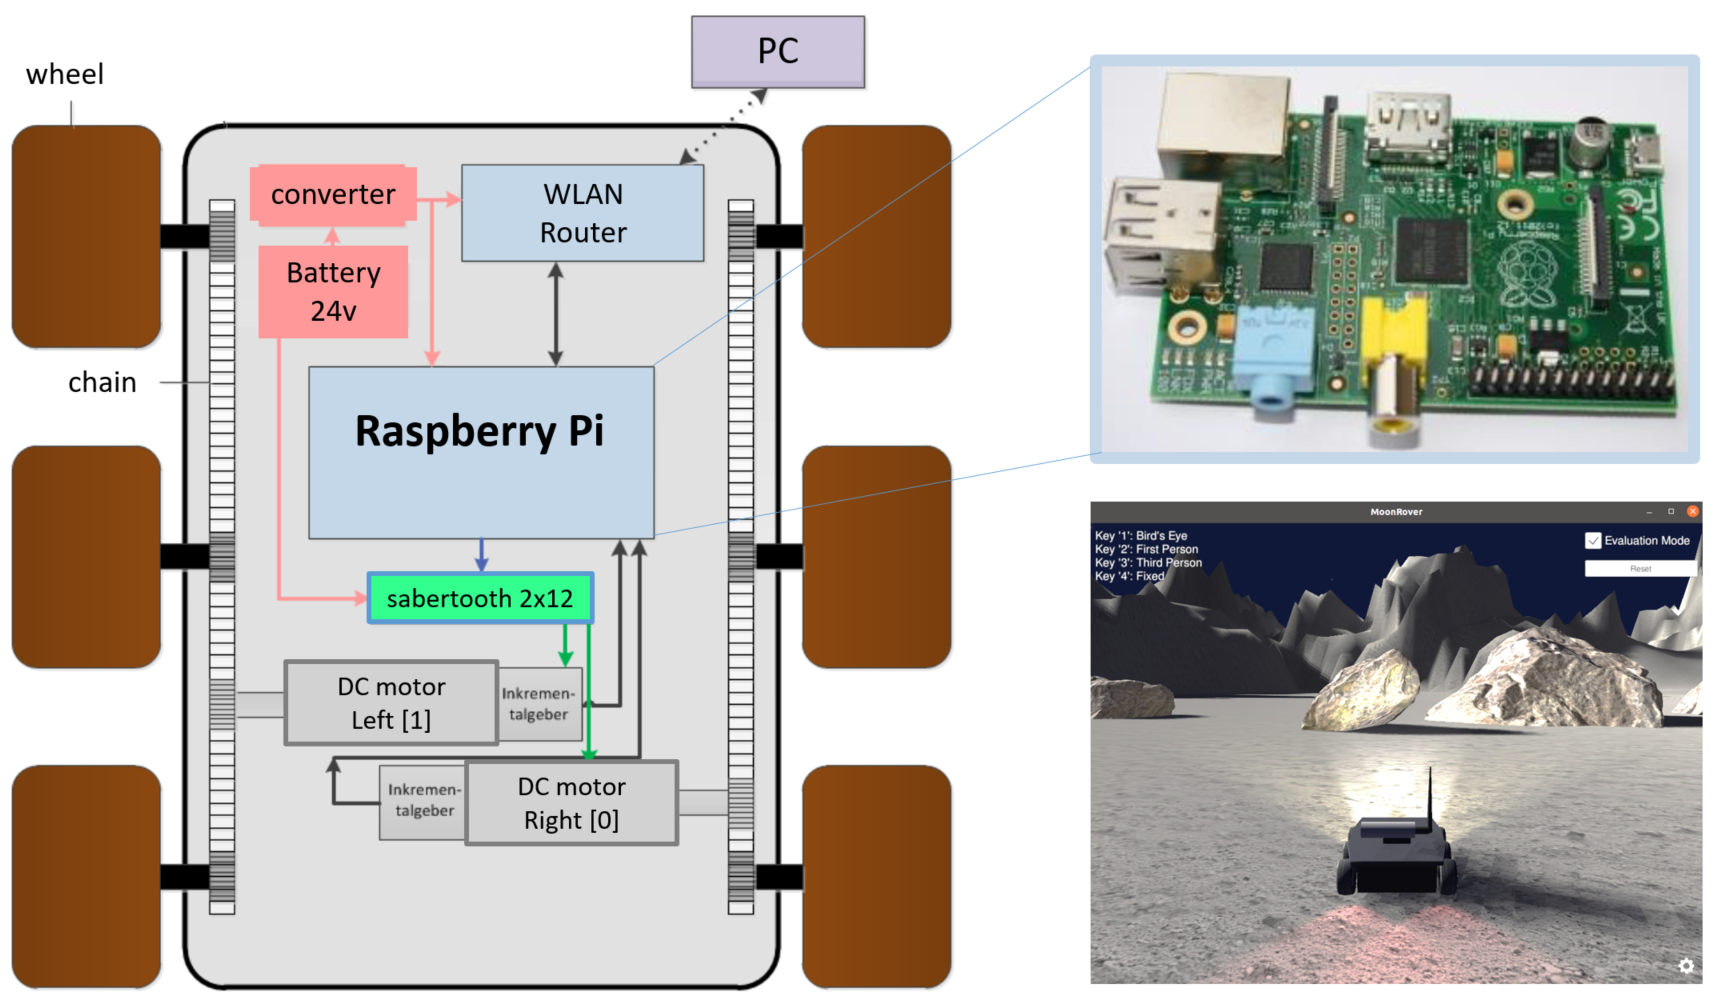 PC
wheel
converter
WLAN
Router
Battery
24v
chain
Raspberry Pi
sabertooth 2x12
DC motor
Left [1]
Inkremen-
talgeber
Inkremen-
talgeber
DC motor
Right [0]
MoonRover
Key '1': Bird's Eye
Key '2': First Person
Key '3': Third Person
Key '4': Fixed
Evaluation Mode
Reset